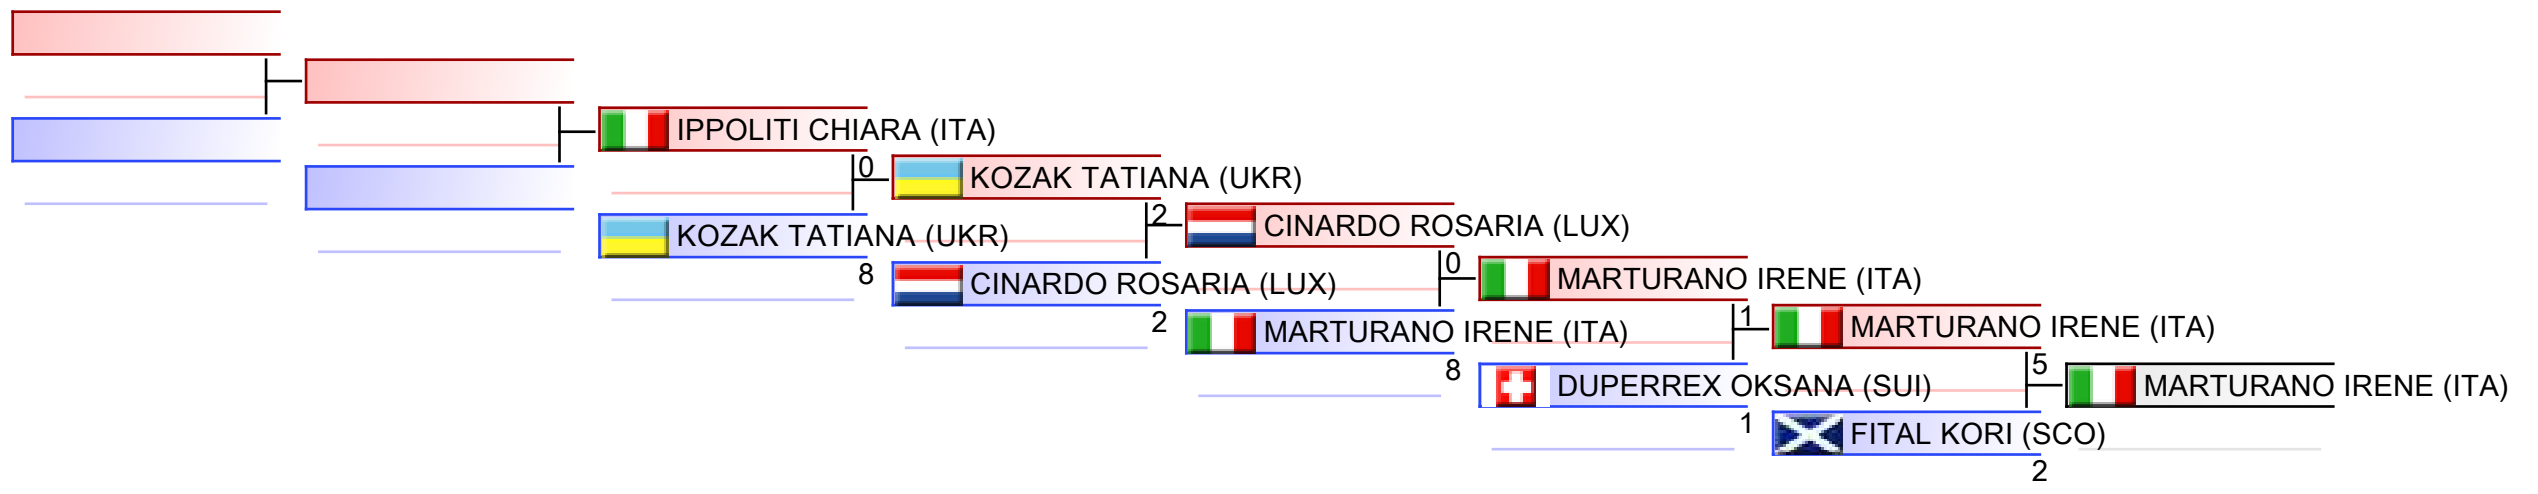 IPPOLITI CHIARA (ITA)
0
KOZAK TATIANA (UKR)
8
KOZAK TATIANA (UKR)
2
CINARDO ROSARIA (LUX)
2
CINARDO ROSARIA (LUX)
0
MARTURANO IRENE (ITA)
8
MARTURANO IRENE (ITA)
1
DUPERREX OKSANA (SUI)
1
MARTURANO IRENE (ITA)
5
FITAL KORI (SCO)
2
MARTURANO IRENE (ITA)